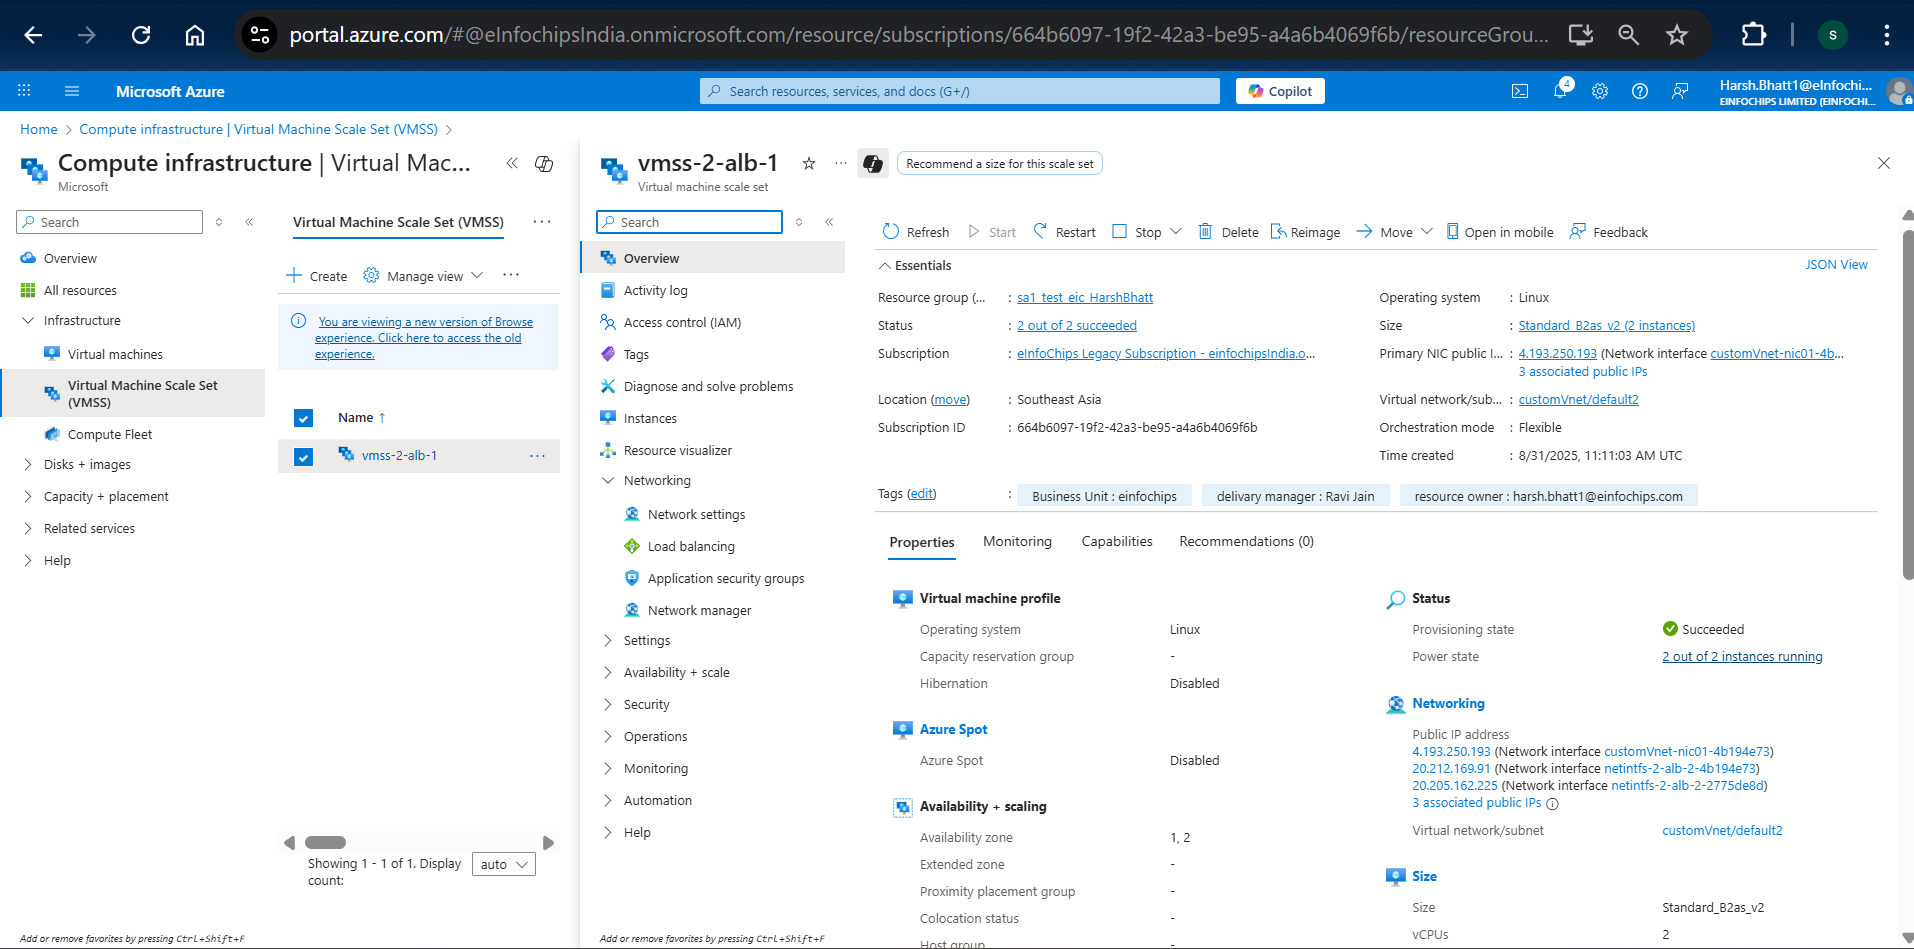 portal.azure.com/#@eInfochipsIndia.onmicrosoft.com/resource/subscriptions/664b6097-19f2-42a3-be95-a4a6b4069f6b/resourceGrou...
S
Microsoft Azure
Search resources, services, and docs (G+/)
Copilot
4
Harsh.Bhatt1@eInfochi...
EINFOCHIPS LIMITED (EINFOCHI...
Home > Compute infrastructure | Virtual Machine Scale Set (VMSS) >
Compute infrastructure | Virtual Mac...
Microsoft
Search
Overview
All resources
Infrastructure
Virtual machines
Virtual Machine Scale Set
(VMSS)
Compute Fleet
Disks + images
Capacity + placement
Related services
Help
Add or remove favorites by pressing Ctrl+Shift+F
Virtual Machine Scale Set (VMSS) ...
Create Manage view ...
You are viewing a new version of Browse
experience. Click here to access the old
experience.
Name ↑
vmss-2-alb-1 ...
Showing 1 - 1 of 1. Display
count:
auto
vmss-2-alb-1
...
Recommend a size for this scale set
Virtual machine scale set
Search
Overview
Activity log
Access control (IAM)
Tags
Diagnose and solve problems
Instances
Resource visualizer
Networking
Network settings
Load balancing
Application security groups
Network manager
Settings
Availability + scale
Security
Operations
Monitoring
Automation
Help
Add or remove favorites by pressing Ctrl+Shift+F
Refresh Start Restart Stop Delete Reimage Move Open in mobile Feedback
Essentials
JSON View
Resource group (... : sa1_test_eic_HarshBhatt
Status : 2 out of 2 succeeded
Subscription : eInfoChips Legacy Subscription - einfochipsIndia.o...
Location (move) : Southeast Asia
Subscription ID : 664b6097-19f2-42a3-be95-a4a6b4069f6b
Operating system : Linux
Size : Standard_B2as_v2 (2 instances)
Primary NIC public I... : 4.193.250.193 (Network interface customVnet-nic01-4b...
3 associated public IPs
Virtual network/sub... : customVnet/default2
Orchestration mode : Flexible
Time created : 8/31/2025, 11:11:03 AM UTC
Tags (edit) : Business Unit : einfochips delivary manager : Ravi Jain resource owner : harsh.bhatt1@einfochips.com
Properties Monitoring Capabilities Recommendations (0)
Virtual machine profile
Operating system Linux
Capacity reservation group -
Hibernation Disabled
Azure Spot
Azure Spot Disabled
Availability + scaling
Availability zone 1, 2
Extended zone -
Proximity placement group -
Colocation status -
Host group -
Status
Provisioning state Succeeded
Power state 2 out of 2 instances running
Networking
Public IP address
4.193.250.193 (Network interface customVnet-nic01-4b194e73)
20.212.169.91 (Network interface netintfs-2-alb-2-4b194e73)
20.205.162.225 (Network interface netintfs-2-alb-2-2775de8d)
3 associated public IPs
Virtual network/subnet customVnet/default2
Size
Size Standard_B2as_v2
vCPUs 2